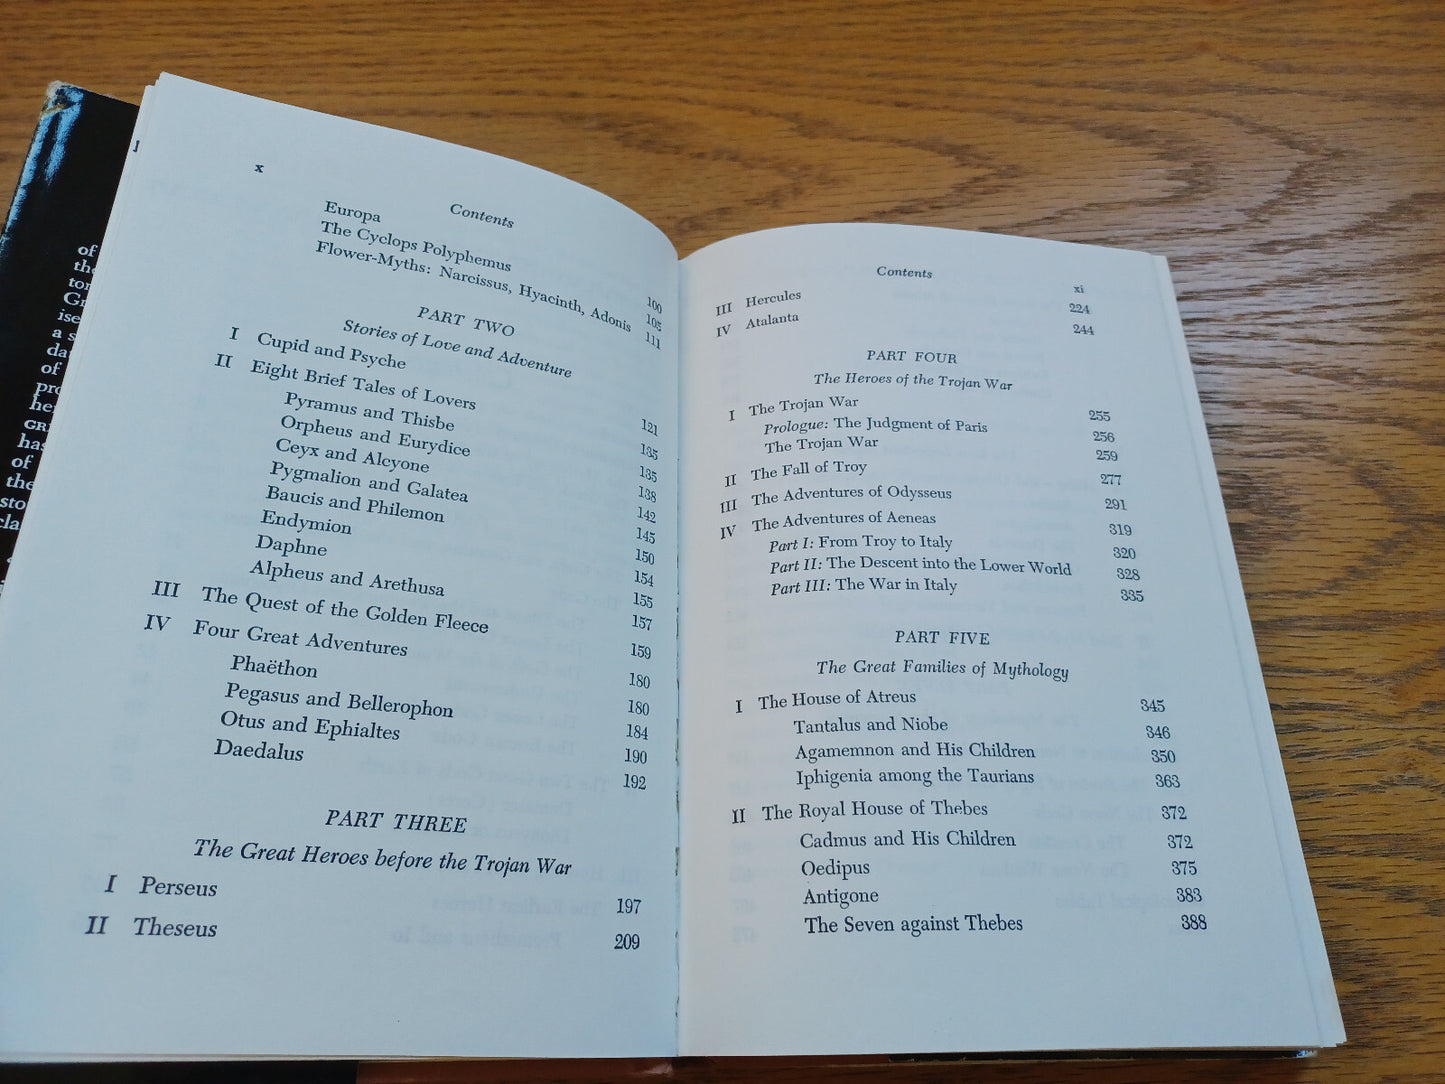 of
of
has
of
the
x
Contents
Europa 100
The Cyclops Polyphemus 105
Flower-Myths: Narcissus, Hyacinth, Adonis 111
PART TWO
Stories of Love and Adventure
I Cupid and Psyche 121
II Eight Brief Tales of Lovers 135
Pyramus and Thisbe 135
Orpheus and Eurydice 138
Ceyx and Alcyone 142
Pygmalion and Galatea 145
Baucis and Philemon 150
Endymion 154
Daphne 155
Alpheus and Arethusa 157
III The Quest of the Golden Fleece 159
IV Four Great Adventures 180
Phaëthon 180
Pegasus and Bellerophon 184
Otus and Ephialtes 190
Daedalus 192
PART THREE
The Great Heroes before the Trojan War
I Perseus 197
II Theseus 209
Contents
xi
III Hercules 224
IV Atalanta 244
PART FOUR
The Heroes of the Trojan War
I The Trojan War 255
Prologue: The Judgment of Paris 256
The Trojan War 259
II The Fall of Troy 277
III The Adventures of Odysseus 291
IV The Adventures of Aeneas 319
Part I: From Troy to Italy 320
Part II: The Descent into the Lower World 328
Part III: The War in Italy 335
PART FIVE
The Great Families of Mythology
I The House of Atreus 345
Tantalus and Niobe 346
Agamemnon and His Children 350
Iphigenia among the Taurians 363
II The Royal House of Thebes 372
Cadmus and His Children 372
Oedipus 375
Antigone 383
The Seven against Thebes 388